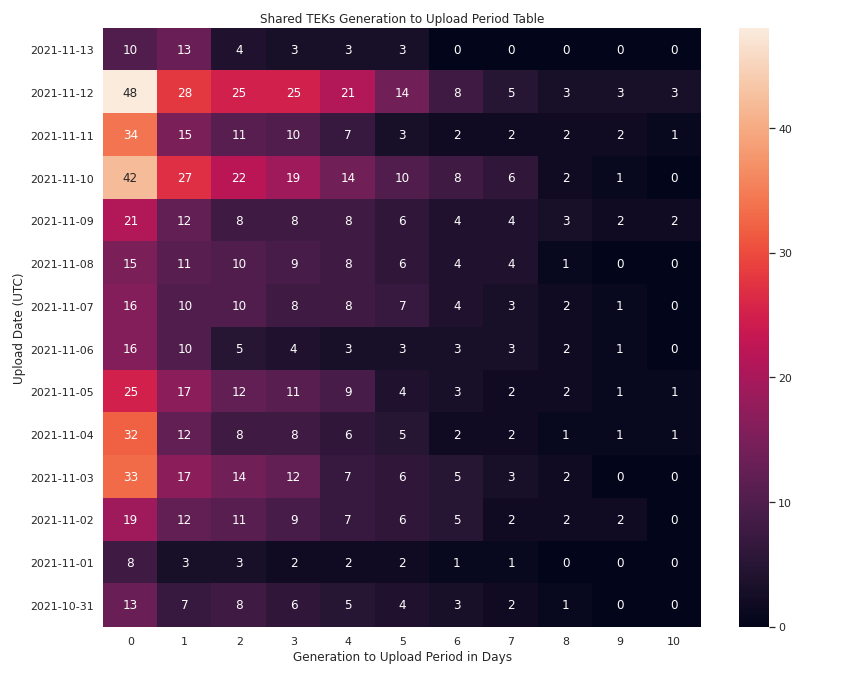 Shared TEKs Generation to Upload Period Table
Upload Date (UTC)
2021-11-13 10 13 4 3 3 3 0 0 0 0 0
2021-11-12 48 28 25 25 21 14 8 5 3 3 3
2021-11-11 34 15 11 10 7 3 2 2 2 2 1
2021-11-10 42 27 22 19 14 10 8 6 2 1 0
2021-11-09 21 12 8 8 8 6 4 4 3 2 2
2021-11-08 15 11 10 9 8 6 4 4 1 0 0
2021-11-07 16 10 10 8 8 7 4 3 2 1 0
2021-11-06 16 10 5 4 3 3 3 3 2 1 0
2021-11-05 25 17 12 11 9 4 3 2 2 1 1
2021-11-04 32 12 8 8 6 5 2 2 1 1 1
2021-11-03 33 17 14 12 7 6 5 3 2 0 0
2021-11-02 19 12 11 9 7 6 5 2 2 2 0
2021-11-01 8 3 3 2 2 2 1 1 0 0 0
2021-10-31 13 7 8 6 5 4 3 2 1 0 0
0 1 2 3 4 5 6 7 8 9 10
Generation to Upload Period in Days
40
30
20
10
0